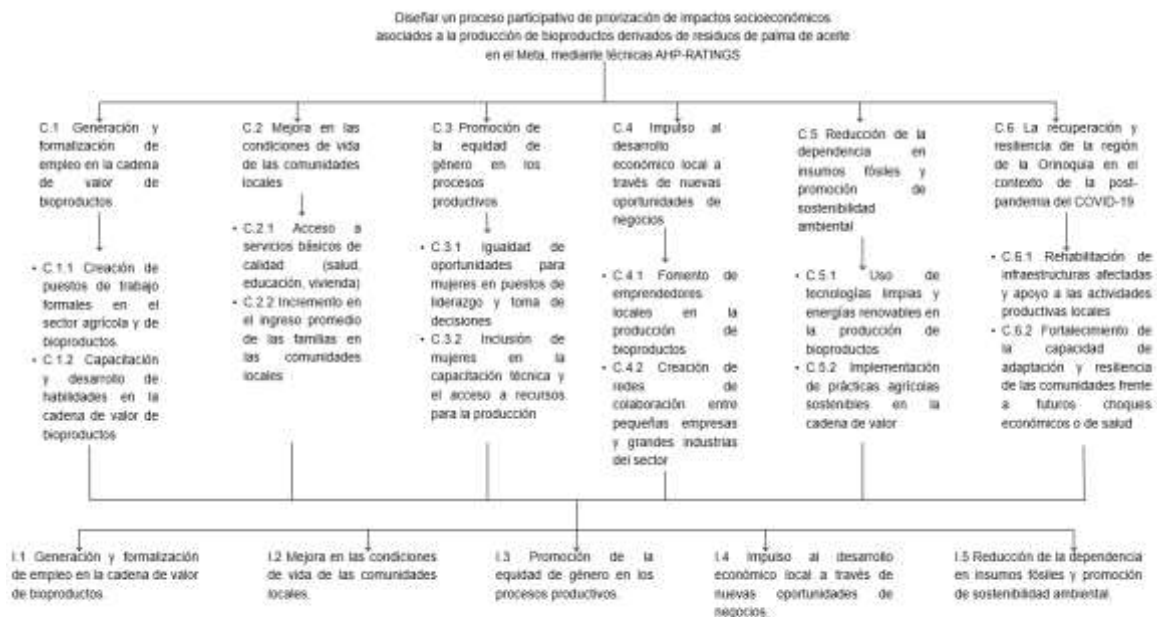 Diseñar un proceso participativo de priorización de impactos socioeconómicos
asociados a la producción de bioproductos derivados de residuos de palma de aceite
en el Meta, mediante técnicas AHP-RATINGS
C.1 Generación y
formalización de
empleo en la cadena
de valor de
bioproductos
• C.1.1 Creación de
puestos de trabajo
formales en el
sector agrícola y de
bioproductos.
• C.1.2 Capacitación
y desarrollo de
habilidades en la
cadena de valor de
bioproductos
C.2 Mejora en las
condiciones de vida
de las comunidades
locales
• C.2.1 Acceso a
servicios básicos de
calidad (salud,
educación, vivienda)
• C.2.2 Incremento en
el ingreso promedio
de las familias en
las comunidades
locales
C.3 Promoción de
la equidad de
género en los
procesos
productivos
• C.3.1 Igualdad de
oportunidades para
mujeres en puestos de
liderazgo y toma de
decisiones
• C.3.2 Inclusión de
mujeres en la
capacitación técnica y
el acceso a recursos
para la producción
C.4 Impulso al
desarrollo
económico local a
través de nuevas
oportunidades de
negocios
• C.4.1 Fomento de
emprendedores
locales en la
producción de
bioproductos
• C.4.2 Creación de
redes de
colaboración entre
pequeñas empresas
y grandes industrias
del sector
C.5 Reducción de la
dependencia en
insumos fósiles y
promoción de
sostenibilidad
ambiental
• C.5.1 Uso de
tecnologías limpias y
energías renovables en
la producción de
bioproductos
• C.5.2 Implementación
de prácticas agrícolas
sostenibles en la
cadena de valor
C.6 La recuperación y
resiliencia de la región
de la Orinoquia en el
contexto de la post-
pandemia del COVID-19
• C.6.1 Rehabilitación de
infraestructuras afectadas
y apoyo a las actividades
productivas locales
• C.6.2 Fortalecimiento de
la capacidad de
adaptación y resiliencia
de las comunidades frente
a futuros choques
económicos o de salud
I.1 Generación y formalización
de empleo en la cadena de valor
de bioproductos.
I.2 Mejora en las condiciones
de vida de las comunidades
locales.
I.3 Promoción de la
equidad de género en los
procesos productivos.
I.4 Impulso al desarrollo
económico local a través de
nuevas oportunidades de
negocios.
I.5 Reducción de la dependencia
en insumos fósiles y promoción
de sostenibilidad ambiental.